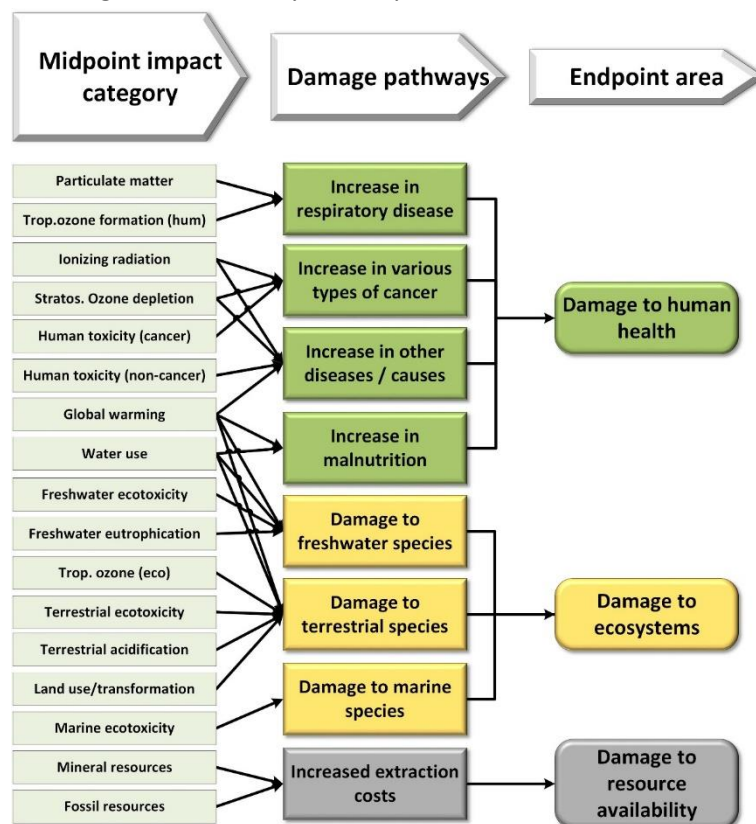 Midpoint impact
category
Damage pathways
Endpoint area
Particulate matter
Trop.ozone formation (hum)
Ionizing radiation
Stratos. Ozone depletion
Human toxicity (cancer)
Human toxicity (non-cancer)
Global warming
Water use
Freshwater ecotoxicity
Freshwater eutrophication
Trop. ozone (eco)
Terrestrial ecotoxicity
Terrestrial acidification
Land use/transformation
Marine ecotoxicity
Mineral resources
Fossil resources
Increase in
respiratory disease
Increase in various
types of cancer
Increase in other
diseases / causes
Increase in
malnutrition
Damage to
freshwater species
Damage to
terrestrial species
Damage to marine
species
Increased extraction
costs
Damage to human
health
Damage to
ecosystems
Damage to
resource
availability